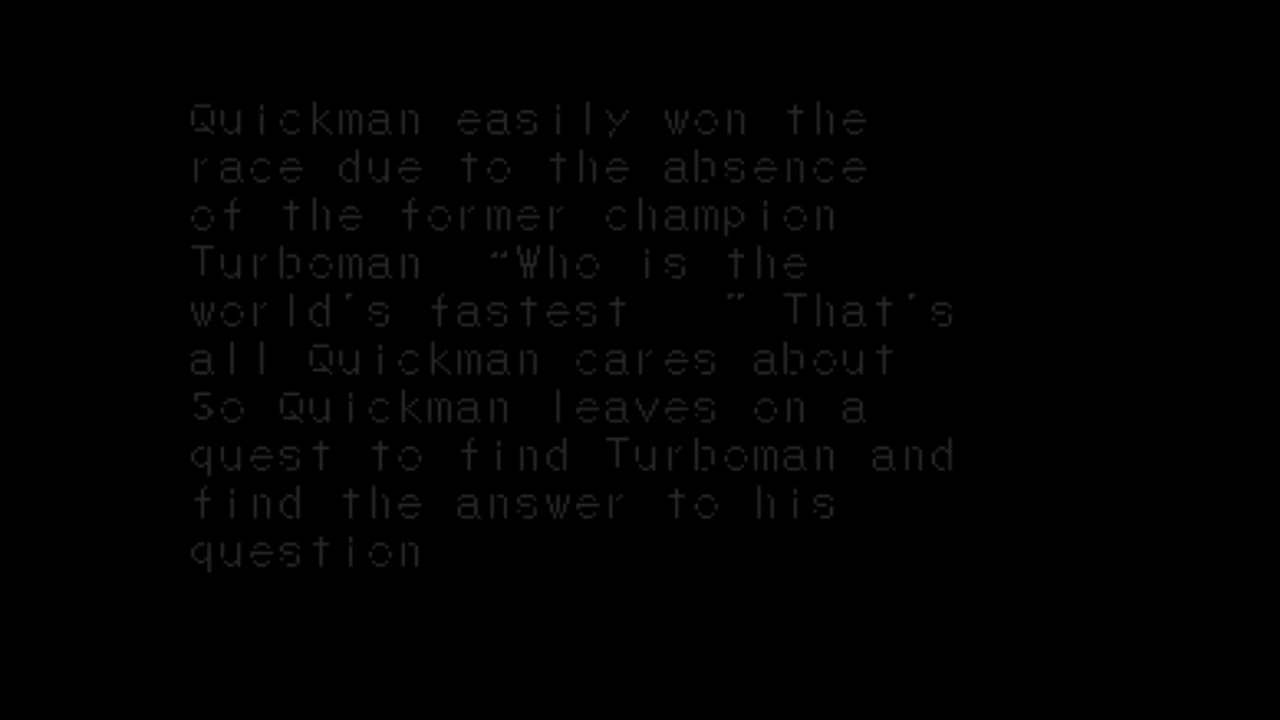 Quickman easily won the
race due to the absence
of the former champion
Turboman. "Who is the
world's fastest...." That's
all Quickman cares about
So Quickman leaves on a
quest to find Turboman and
find the answer to his
question..